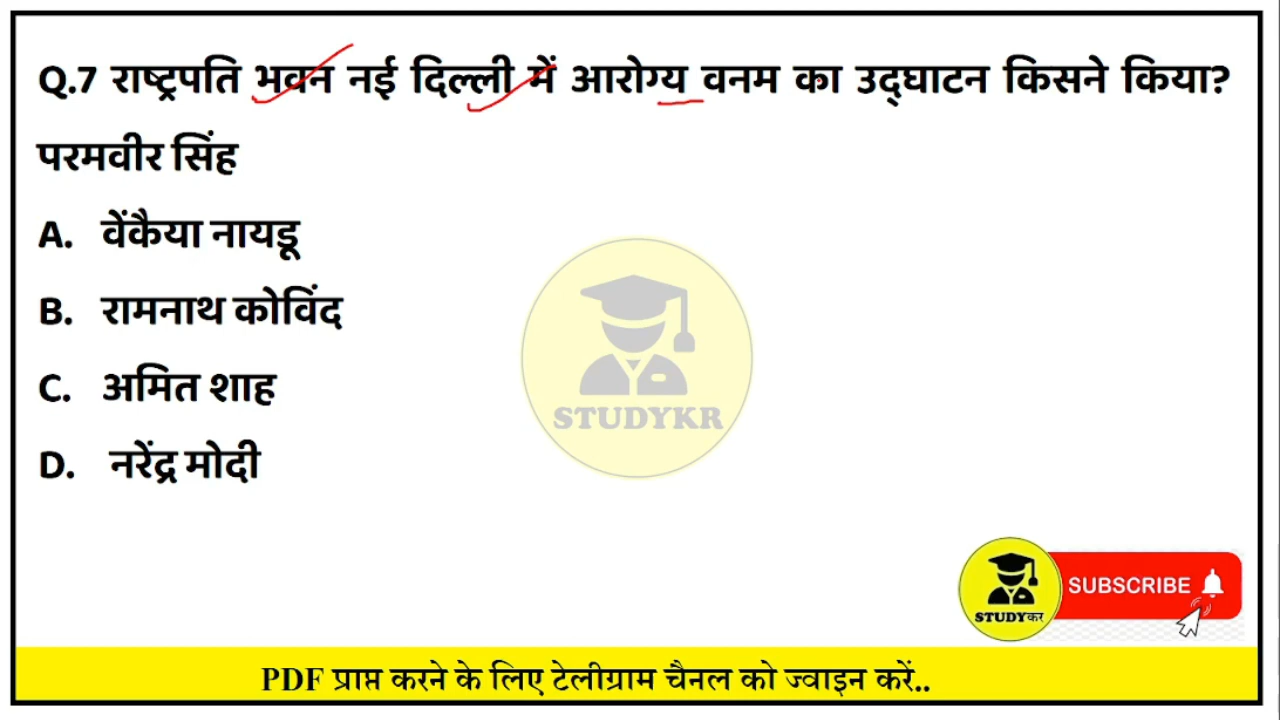 Q.7 राष्ट्रपति भवन नई दिल्ली में आरोग्य वनम का उद्घाटन किसने किया?
परमवीर सिंह
A. वेंकैया नायडू
B. रामनाथ कोविंद
C. अमित शाह
D. नरेंद्र मोदी
STUDYKR
SUBSCRIBE
STUDYकर
PDF प्राप्त करने के लिए टेलीग्राम चैनल को ज्वाइन करें..